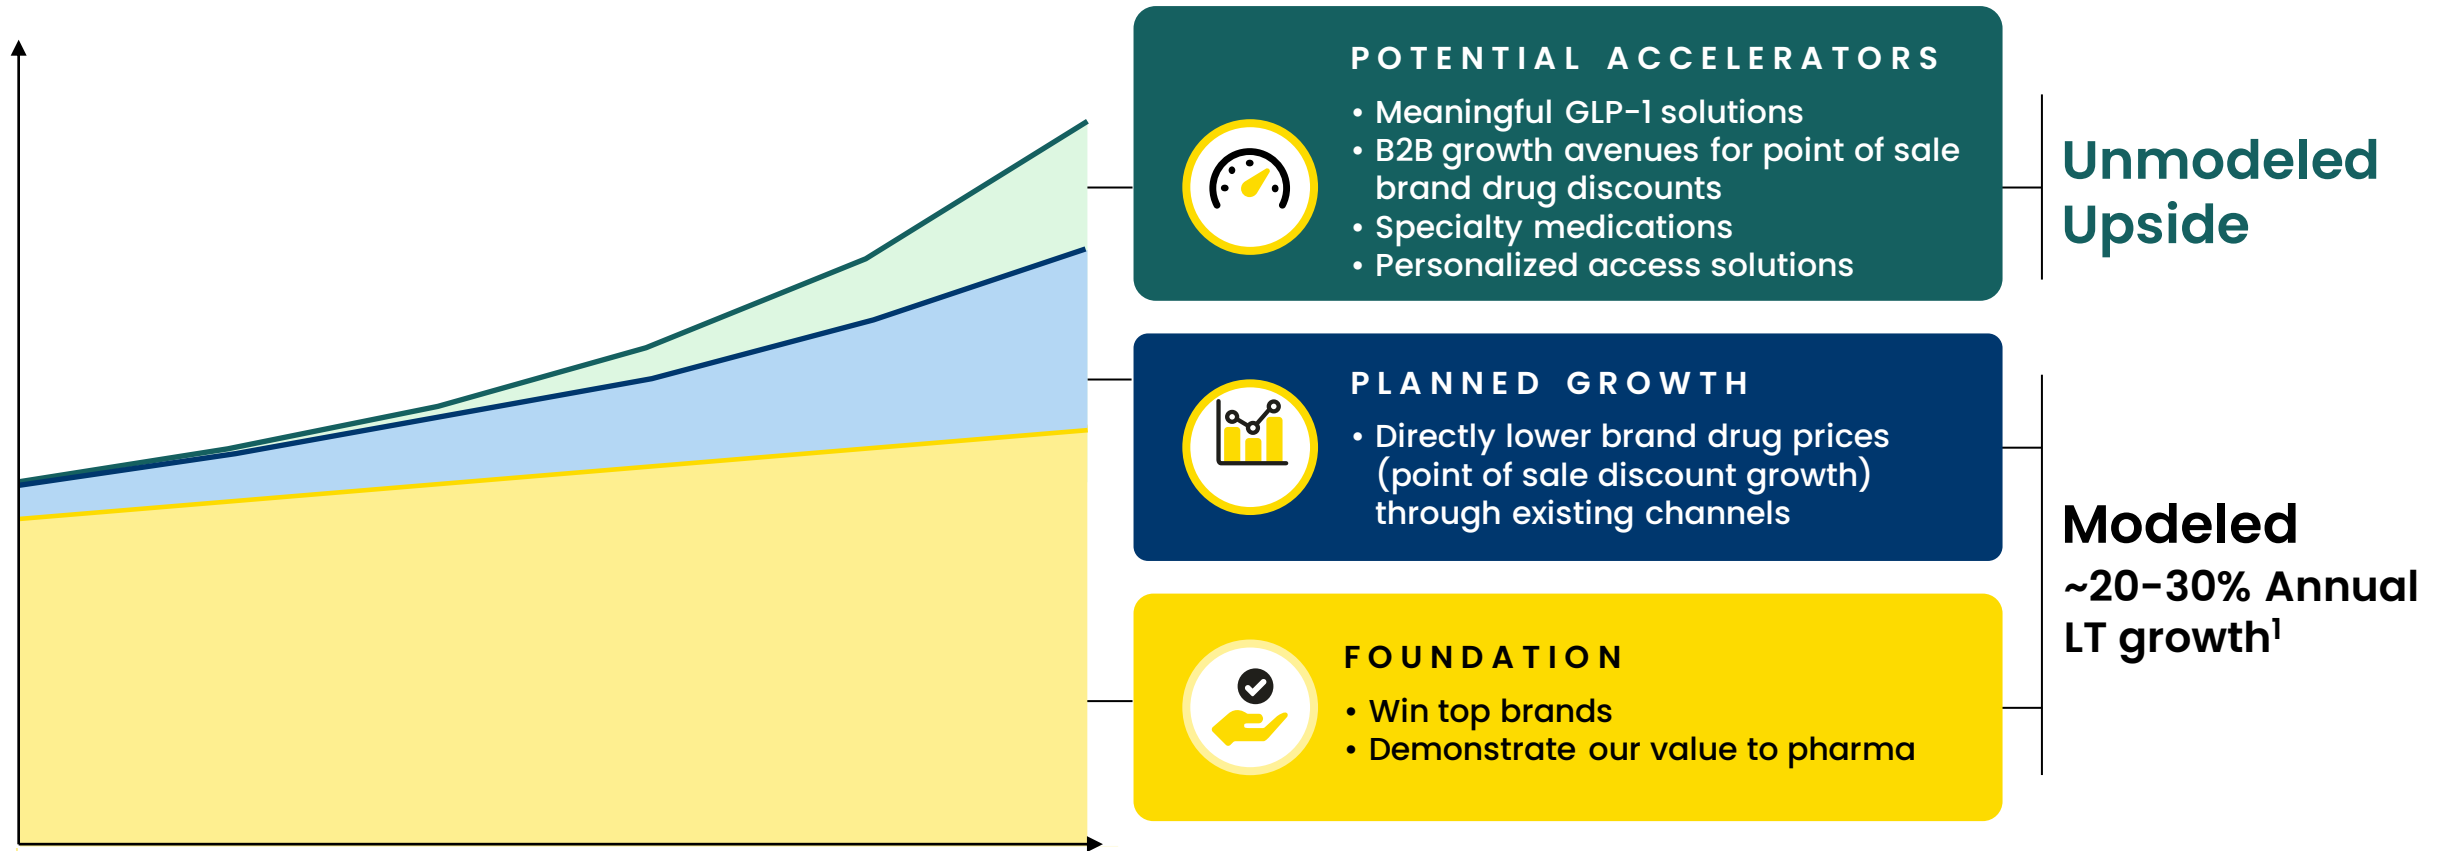 POTENTIAL ACCELERATORS
• Meaningful GLP-1 solutions
• B2B growth avenues for point of sale
brand drug discounts
• Specialty medications
• Personalized access solutions
Unmodeled
Upside
PLANNED GROWTH
• Directly lower brand drug prices
(point of sale discount growth)
through existing channels
Modeled
~20-30% Annual
LT growth¹
FOUNDATION
• Win top brands
• Demonstrate our value to pharma